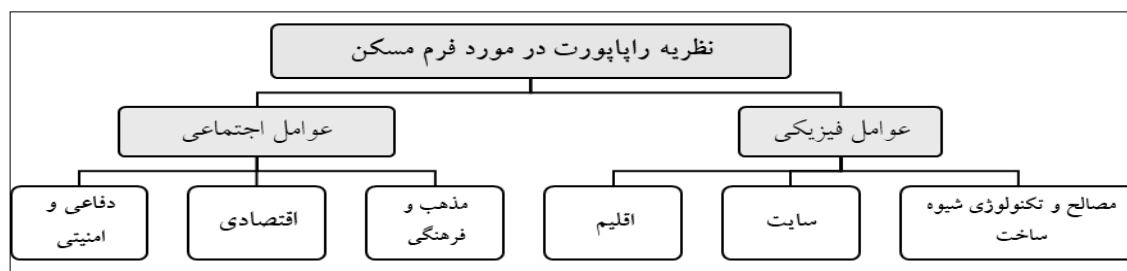 نظریه راپاپورت در مورد فرم مسکن
عوامل فیزیکی
عوامل اجتماعی
مصالح و تکنولوژی شیوه
ساخت
سایت
اقلیم
مذهب و
فرهنگی
اقتصادی
دفاعی و
امنیتی